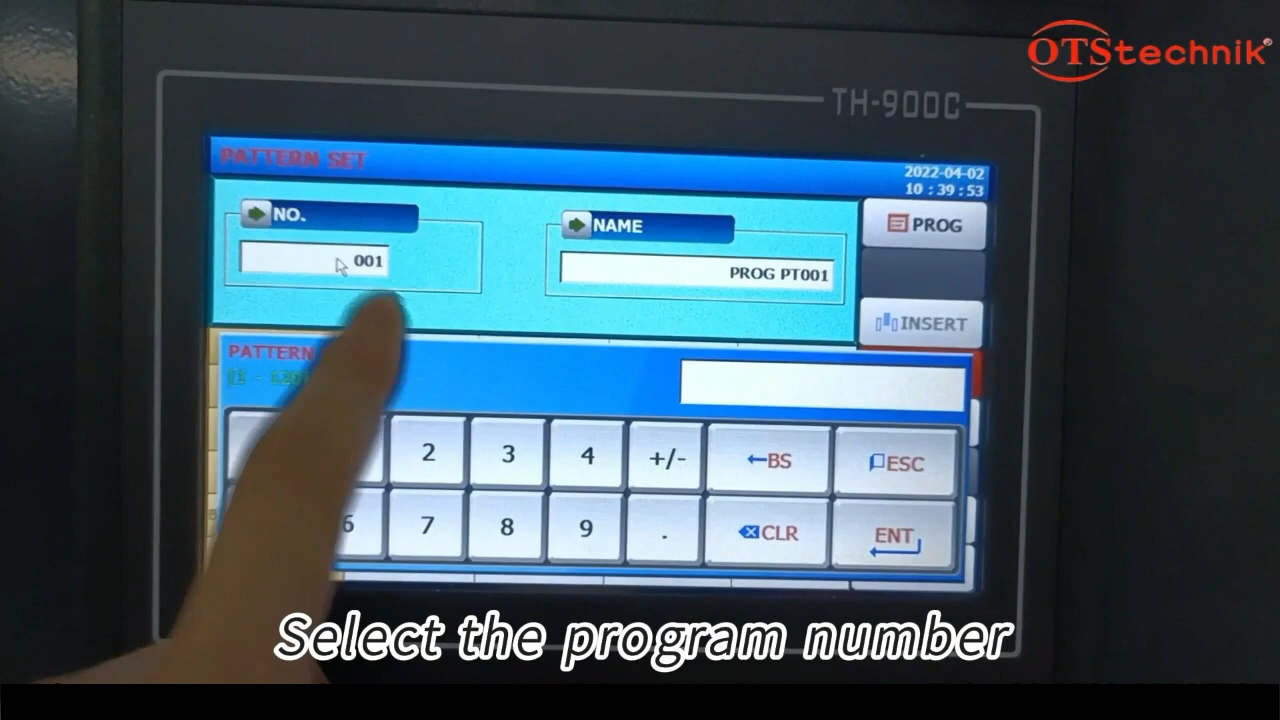 OTStechnik®
TH-900C
PATTERN SET
2022-04-02
10 : 39 : 53
NO.
001
NAME
PROG PT001
PROG
INSERT
PATTERN
2
3
4
+/-
←BS
ESC
6
7
8
9
.
CLR
ENT
Select the program number